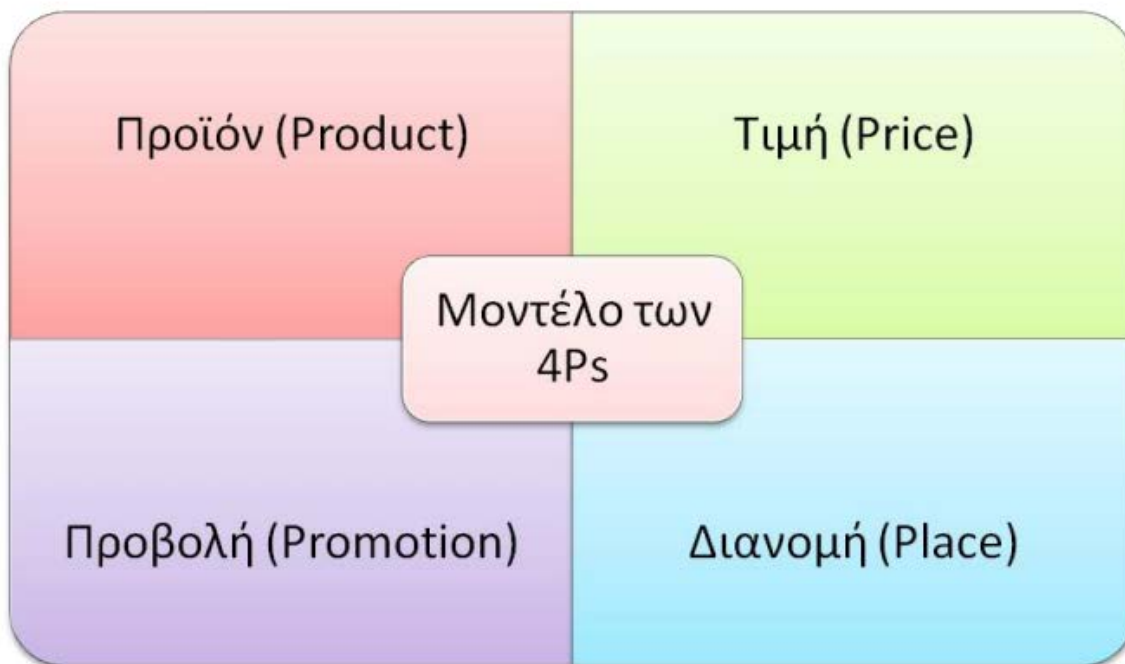 Προϊόν (Product)
Τιμή (Price)
Μοντέλο των
4Ps
Προβολή (Promotion)
Διανομή (Place)